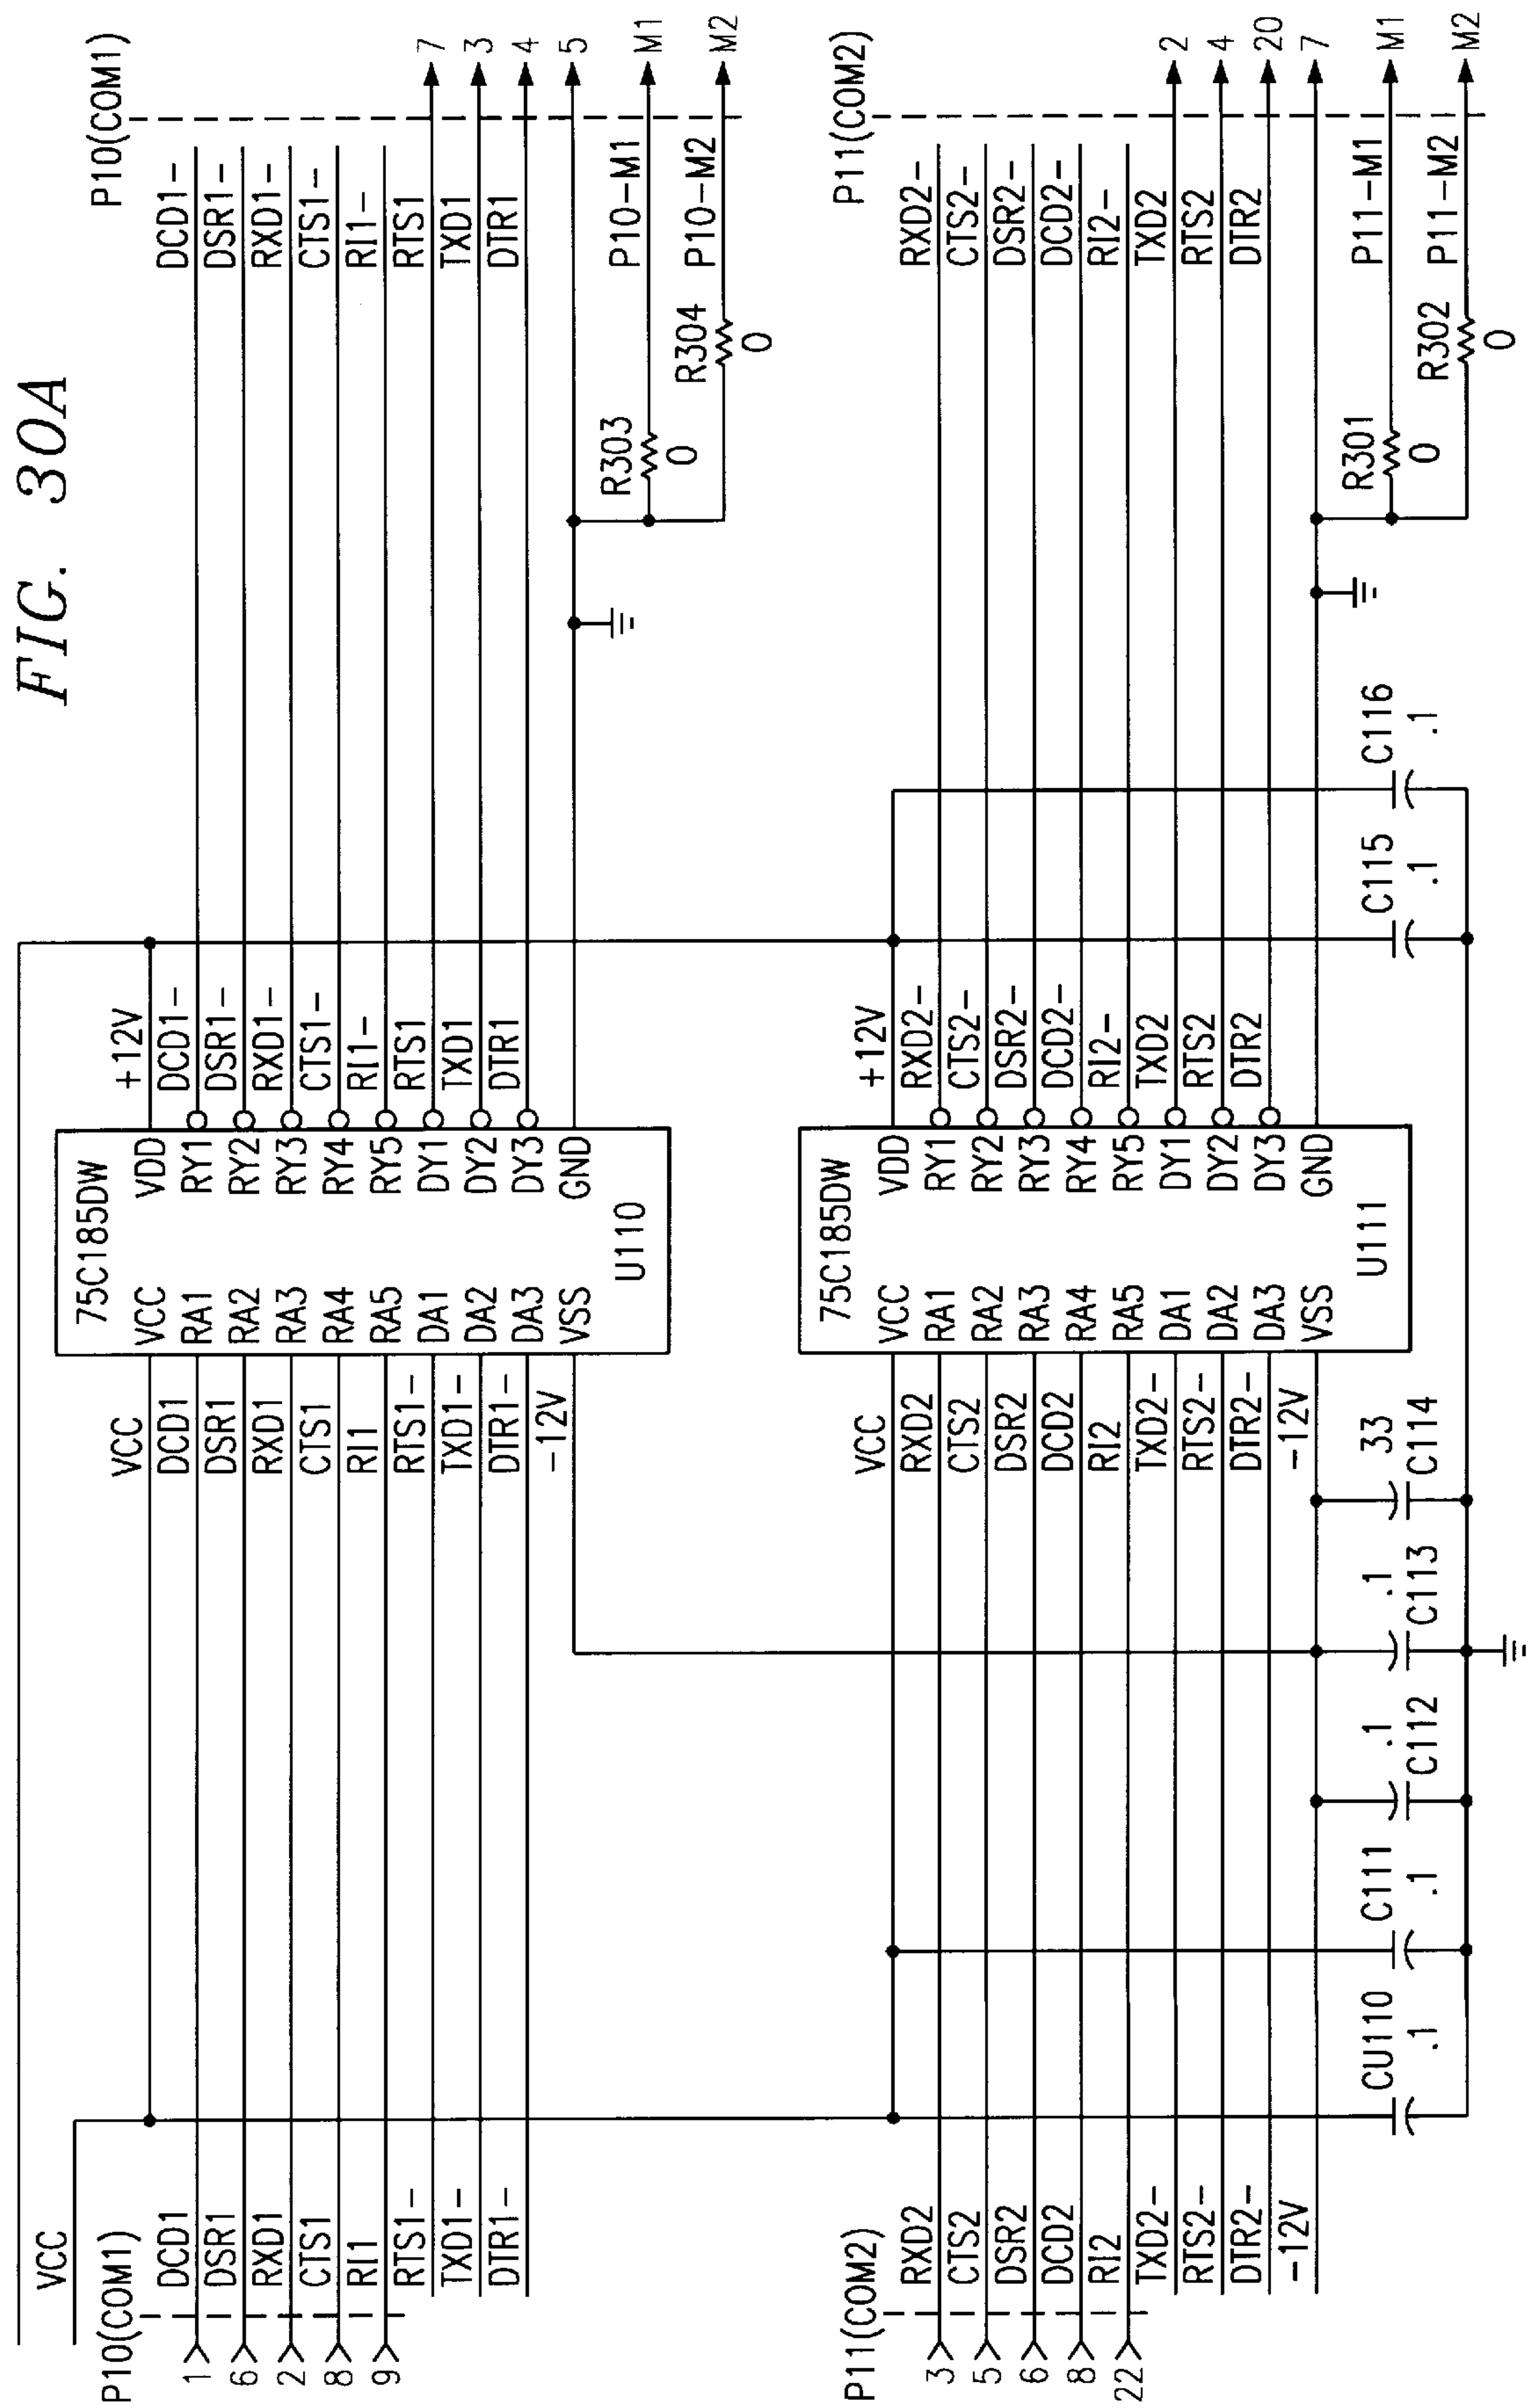 FIG. 30A
VCC
P10(COM1)
1
6
2
8
9
DCD1
DSR1
RXD1
CTS1
RI1
RTS1-
TXD1-
DTR1-
VCC
DCD1
DSR1
RXD1
CTS1
RI1
RTS1-
TXD1-
DTR1-
-12V
75C185DW
VCC VDD
RA1 RY1
RA2 RY2
RA3 RY3
RA4 RY4
RA5 RY5
DA1 DY1
DA2 DY2
DA3 DY3
VSS GND
U110
+12V
DCD1-
DSR1-
RXD1-
CTS1-
RI1-
RTS1
TXD1
DTR1
P10(COM1)
DCD1-
DSR1-
RXD1-
CTS1-
RI1-
RTS1
TXD1
DTR1
7
3
4
5
R303
0
P10-M1
M1
R304
0
P10-M2
M2
P11(COM2)
3
5
6
8
22
RXD2
CTS2
DSR2
DCD2
RI2
TXD2-
RTS2-
DTR2-
-12V
VCC
RXD2
CTS2
DSR2
DCD2
RI2
TXD2-
RTS2-
DTR2-
-12V
75C185DW
VCC VDD
RA1 RY1
RA2 RY2
RA3 RY3
RA4 RY4
RA5 RY5
DA1 DY1
DA2 DY2
DA3 DY3
VSS GND
U111
+12V
RXD2-
CTS2-
DSR2-
DCD2-
RI2-
TXD2
RTS2
DTR2
P11(COM2)
RXD2-
CTS2-
DSR2-
DCD2-
RI2-
TXD2
RTS2
DTR2
2
4
20
7
R301
0
P11-M1
M1
R302
0
P11-M2
M2
CU110
.1
C111
.1
.1
C112
.1
C113
33
C114
C115
.1
C116
.1